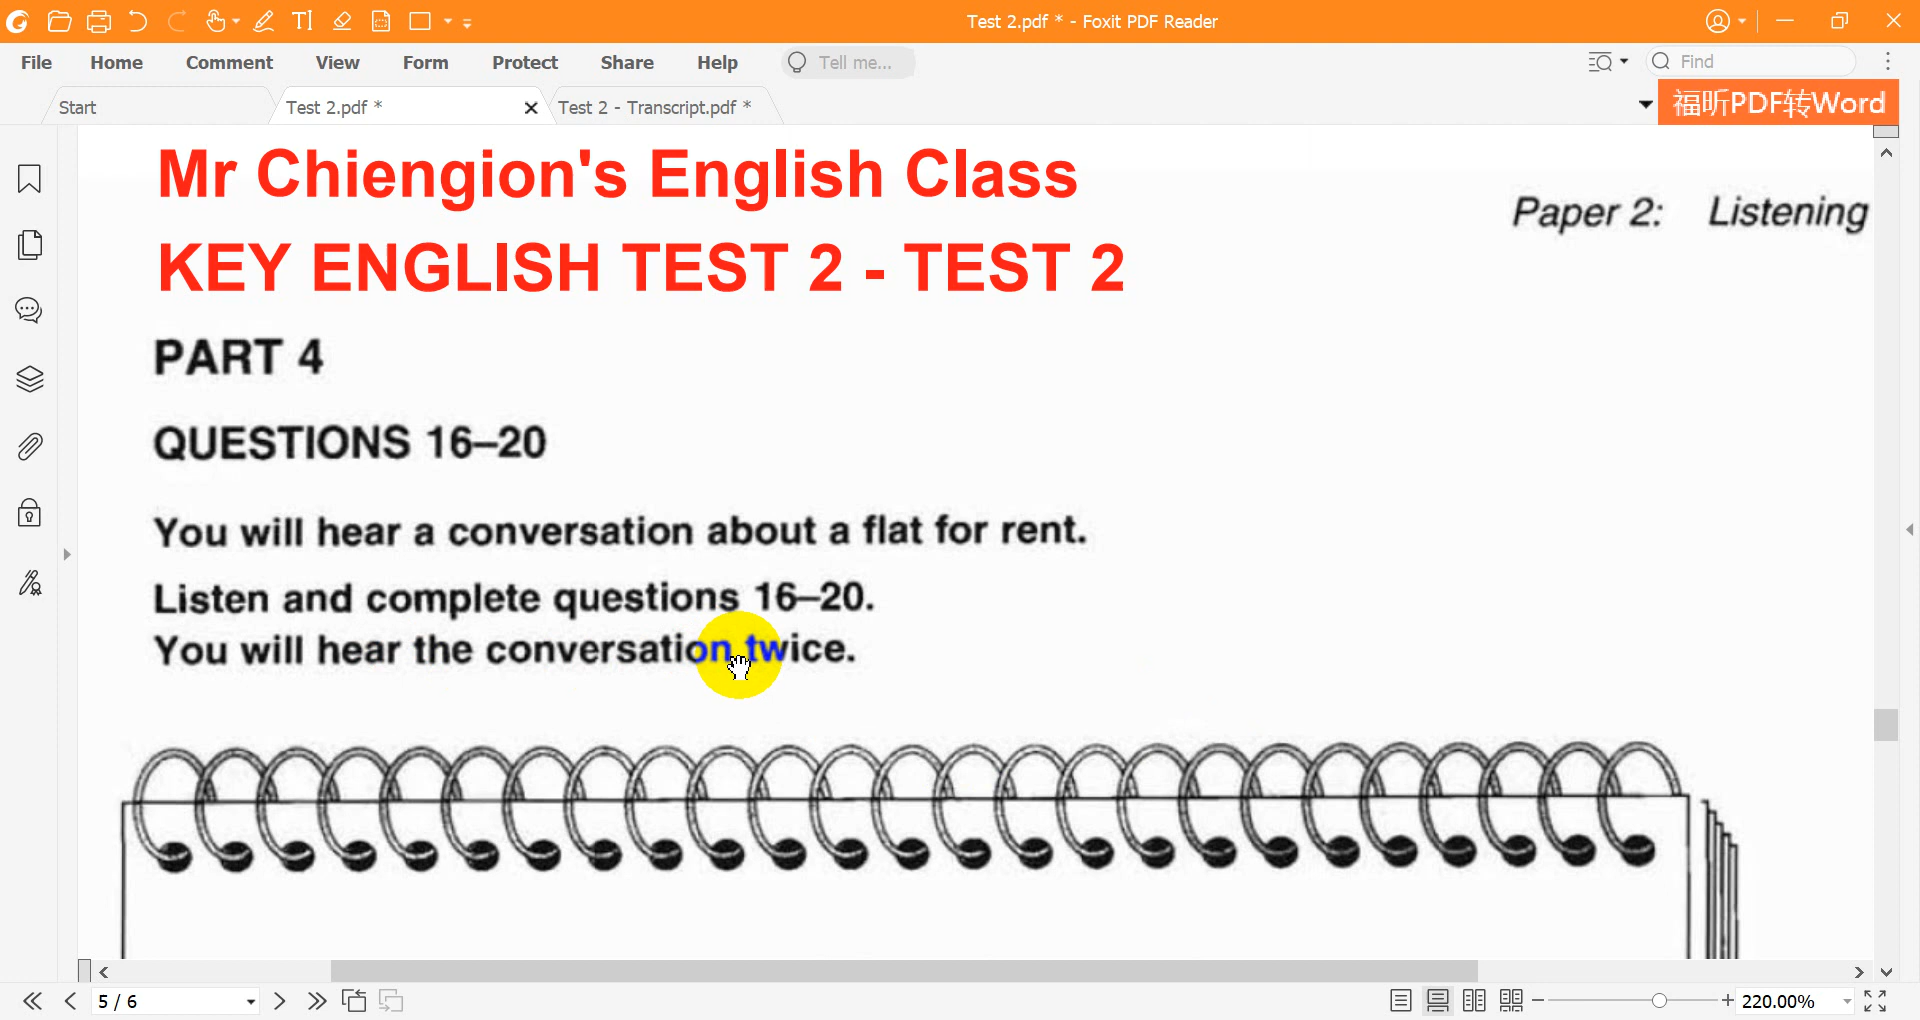 Test 2.pdf * - Foxit PDF Reader
File Home Comment View Form Protect Share Help Tell me... Find
Start Test 2.pdf * Test 2 - Transcript.pdf * 福昕PDF转Word
Mr Chiengion's English Class
Paper 2: Listening
KEY ENGLISH TEST 2 - TEST 2
PART 4
QUESTIONS 16–20
You will hear a conversation about a flat for rent.
Listen and complete questions 16–20.
You will hear the conversation twice.
5 / 6 220.00%